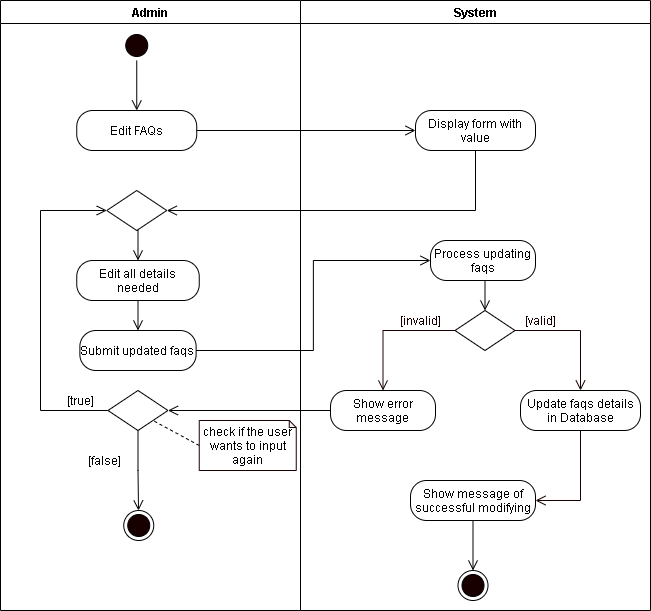 Admin
System
Edit FAQs
Display form with
value
Edit all details
needed
Process updating
faqs
Submit updated faqs
[invalid]
[valid]
[true]
Show error
message
Update faqs details
in Database
check if the user
wants to input
again
[false]
Show message of
successful modifying